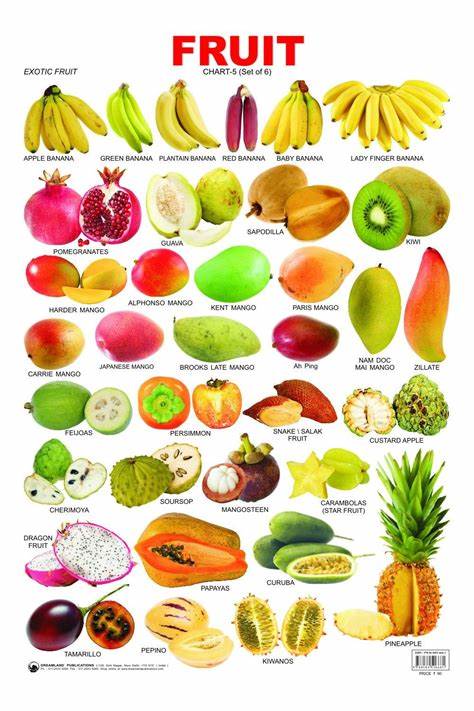 FRUIT
EXOTIC FRUIT
CHART-5 (Set of 6)
APPLE BANANA
GREEN BANANA
PLANTAIN BANANA
RED BANANA
BABY BANANA
LADY FINGER BANANA
POMEGRANATES
GUAVA
SAPODILLA
KIWI
HARDER MANGO
ALPHONSO MANGO
KENT MANGO
PARIS MANGO
CARRIE MANGO
JAPANESE MANGO
BROOKS LATE MANGO
Ah Ping
NAM DOC
MAI MANGO
ZILLATE
FEIJOAS
PERSIMMON
SNAKE \ SALAK
FRUIT
CUSTARD APPLE
CHERIMOYA
SOURSOP
MANGOSTEEN
CARAMBOLAS
(STAR FRUIT)
DRAGON
FRUIT
PAPAYAS
CURUBA
PINEAPPLE
TAMARILLO
PEPINO
KIWANOS
DREAMLAND PUBLICATIONS
PRICE ₹ 90